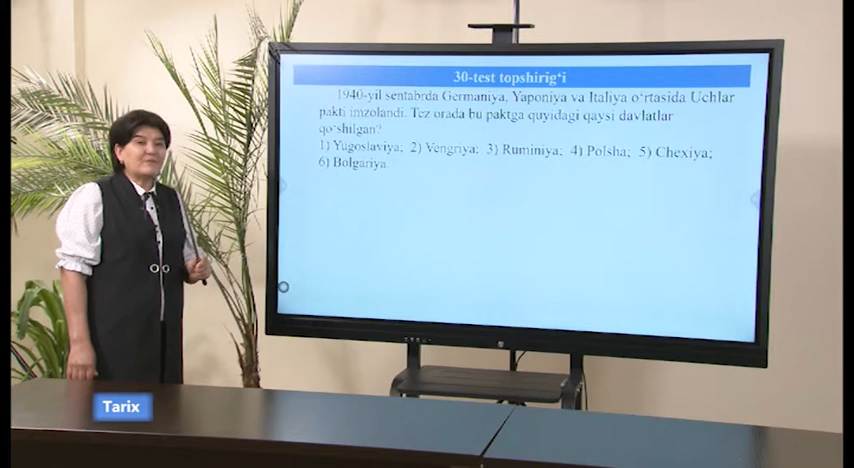 30-test topshirig‘i
1940-yil sentabrda Germaniya, Yaponiya va Italiya o‘rtasida Uchlar
pakti imzolandi. Tez orada bu paktga quyidagi qaysi davlatlar
qo‘shilgan?
1) Yugoslaviya; 2) Vengriya; 3) Ruminiya; 4) Polsha; 5) Chexiya;
6) Bolgariya.
Tarix